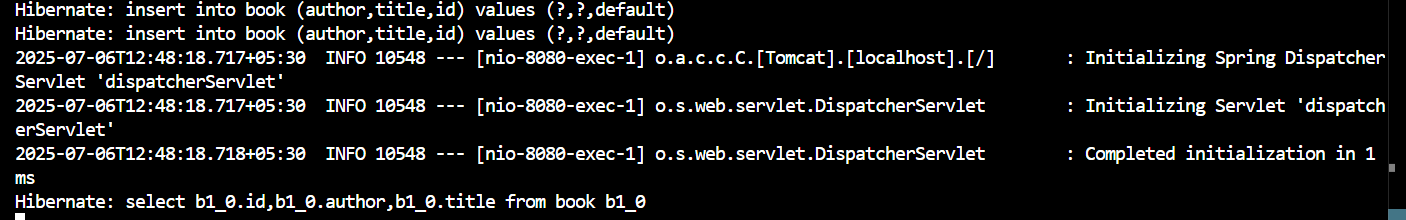 Hibernate: insert into book (author,title,id) values (?,?,default)
Hibernate: insert into book (author,title,id) values (?,?,default)
2025-07-06T12:48:18.717+05:30  INFO 10548 --- [nio-8080-exec-1] o.a.c.c.C.[Tomcat].[localhost].[/]       : Initializing Spring Dispatcher
Servlet 'dispatcherServlet'
2025-07-06T12:48:18.717+05:30  INFO 10548 --- [nio-8080-exec-1] o.s.web.servlet.DispatcherServlet        : Initializing Servlet 'dispatch
erServlet'
2025-07-06T12:48:18.718+05:30  INFO 10548 --- [nio-8080-exec-1] o.s.web.servlet.DispatcherServlet        : Completed initialization in 1
ms
Hibernate: select b1_0.id,b1_0.author,b1_0.title from book b1_0